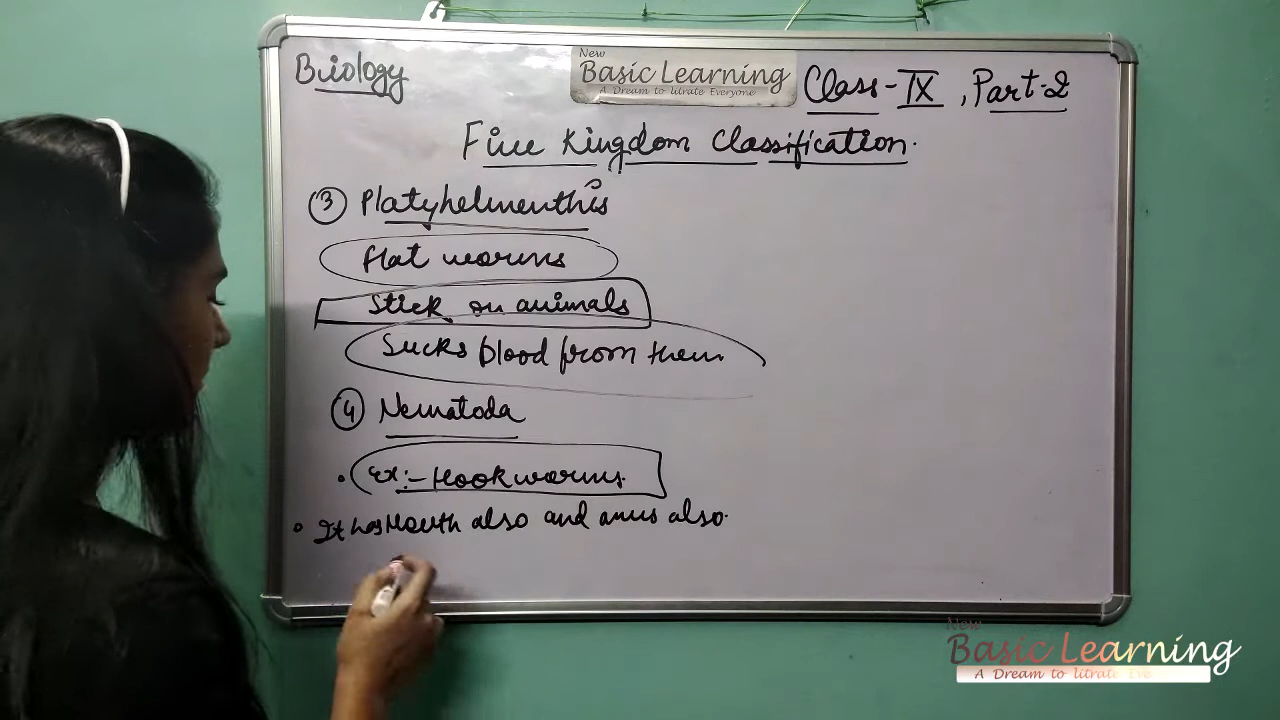 Biology
New
Basic Learning
A Dream to litrate Everyone
Class-IX, Part-2
Five Kingdom Classification.
③ Platyhelmenthis
flat worms
Stick on animals
Sucks blood from them
④ Nematoda
• Ex:- Hookworms.
• It has Mouth also and anus also.
New
Basic Learning
A Dream to litrate Eve